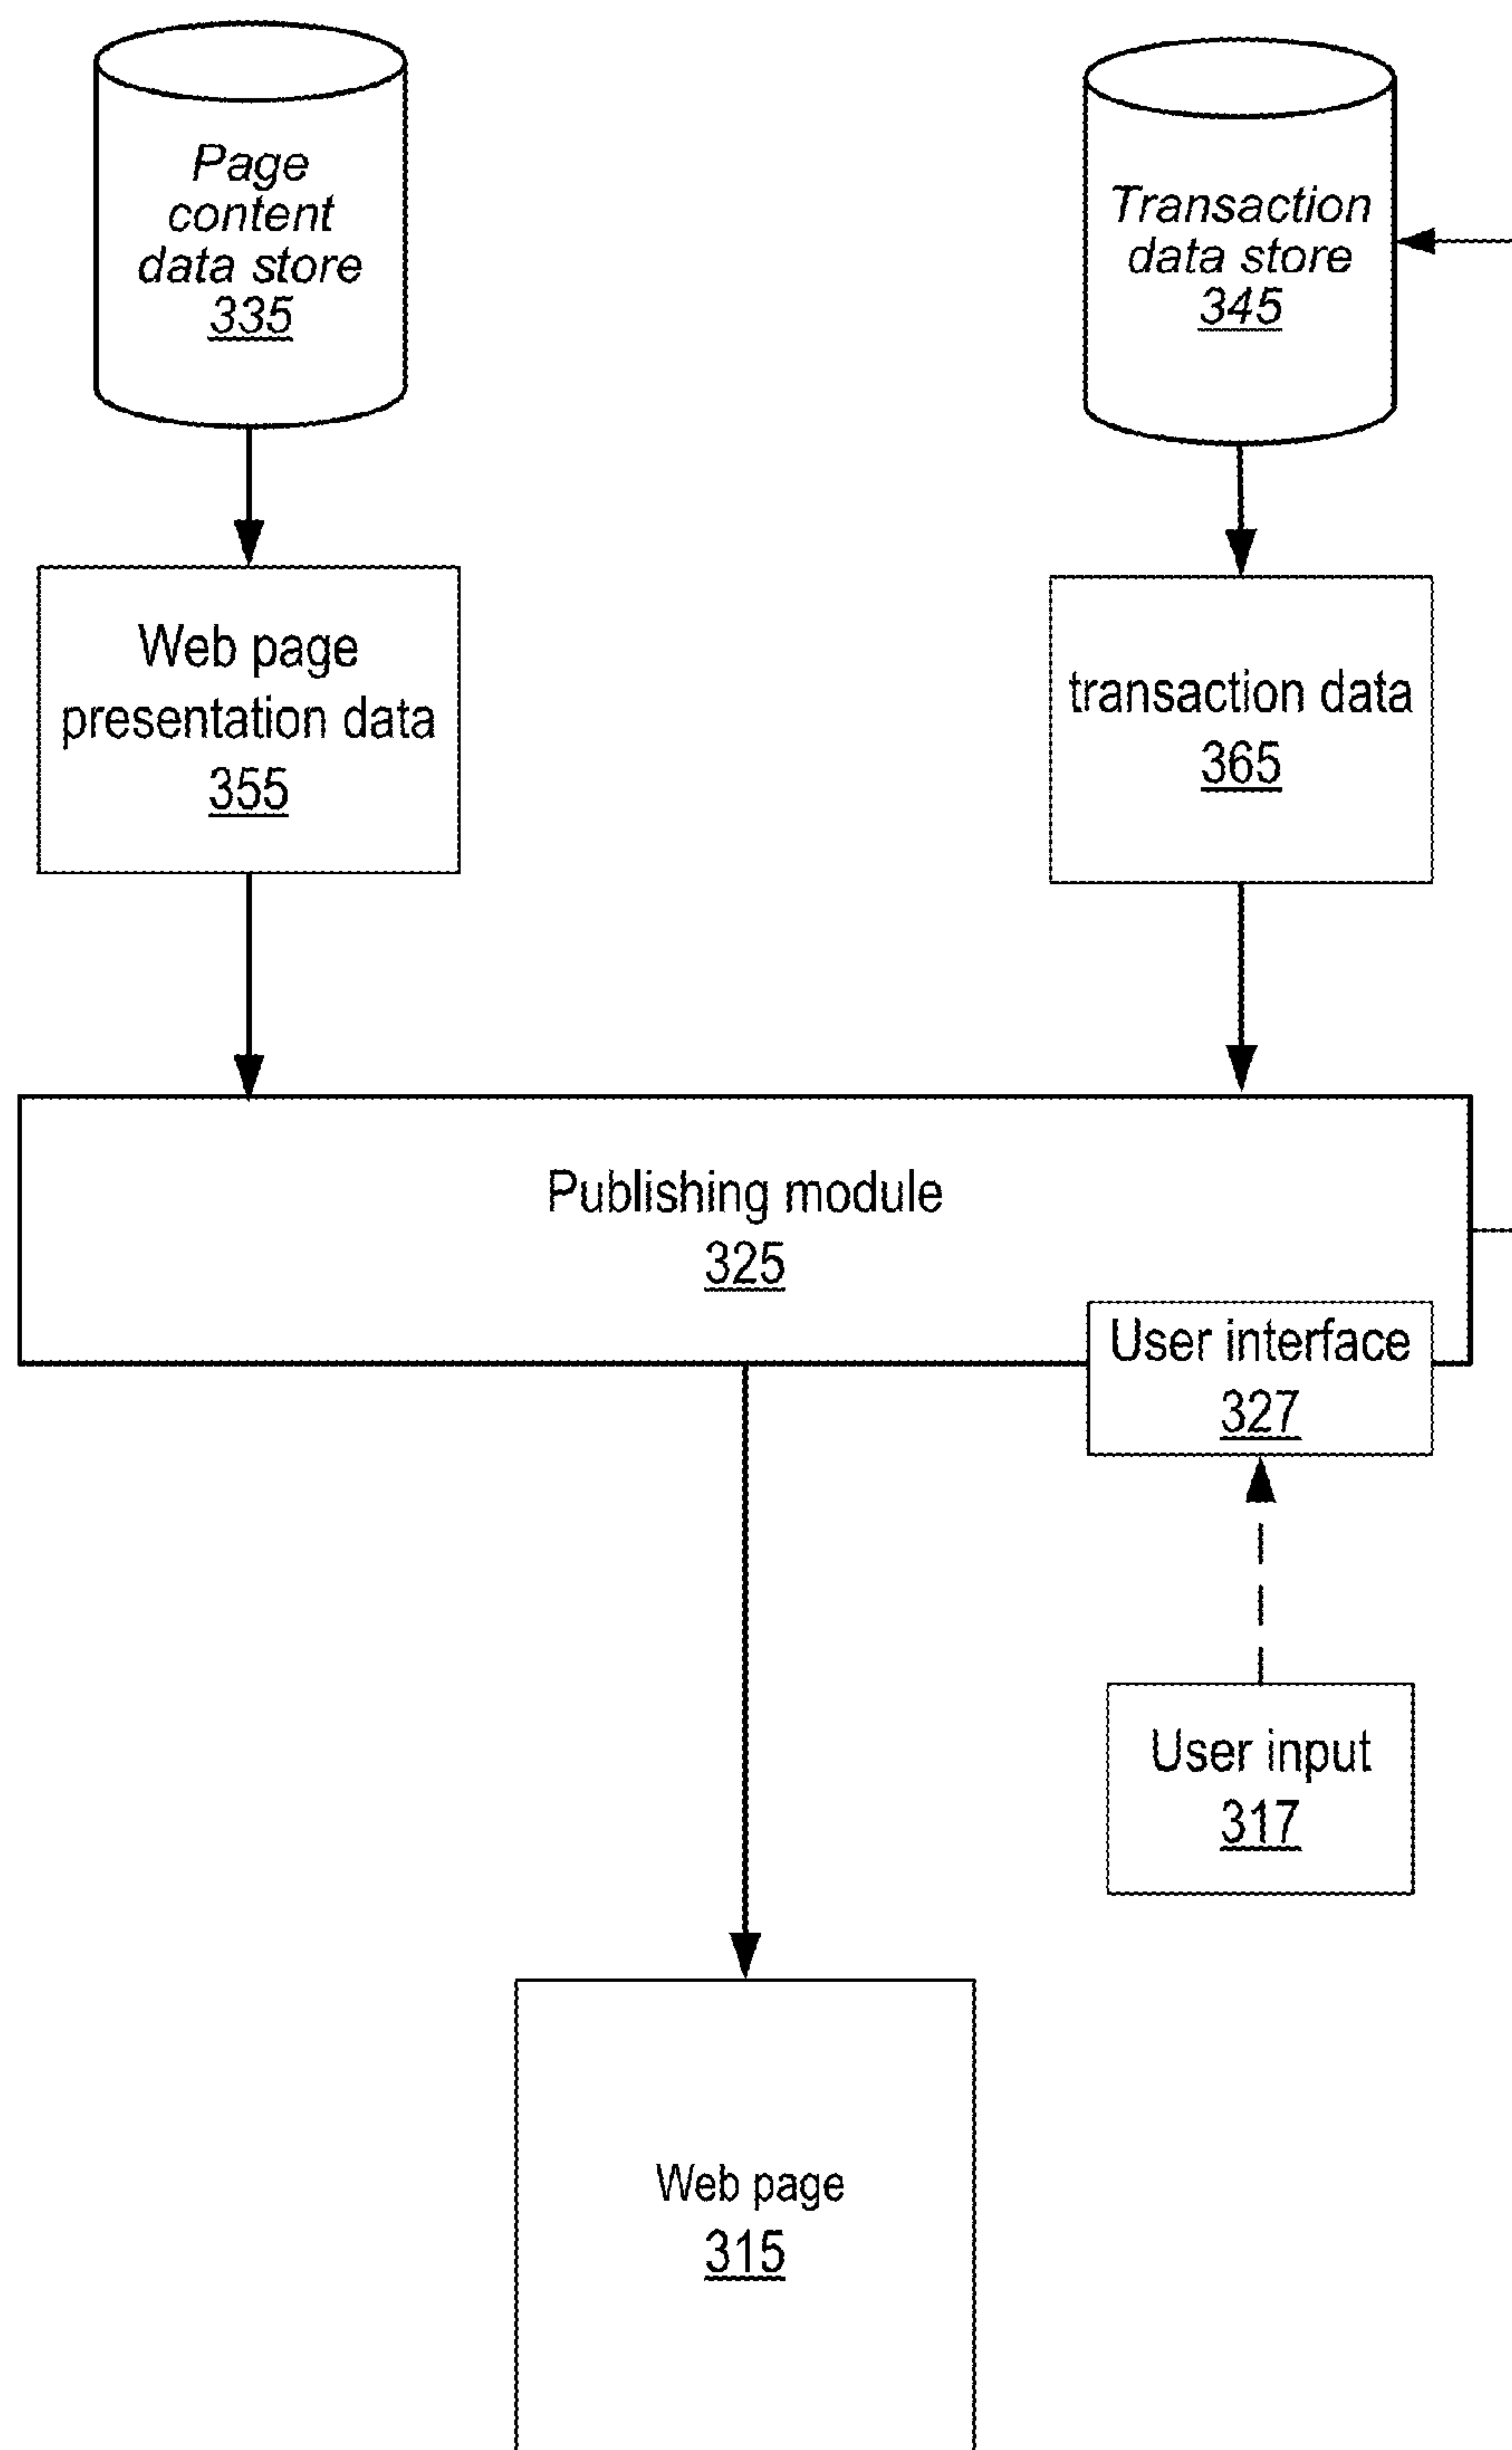 Page
content
data store
335
Transaction
data store
345
Web page
presentation data
355
transaction data
365
Publishing module
325
User interface
327
User input
317
Web page
315